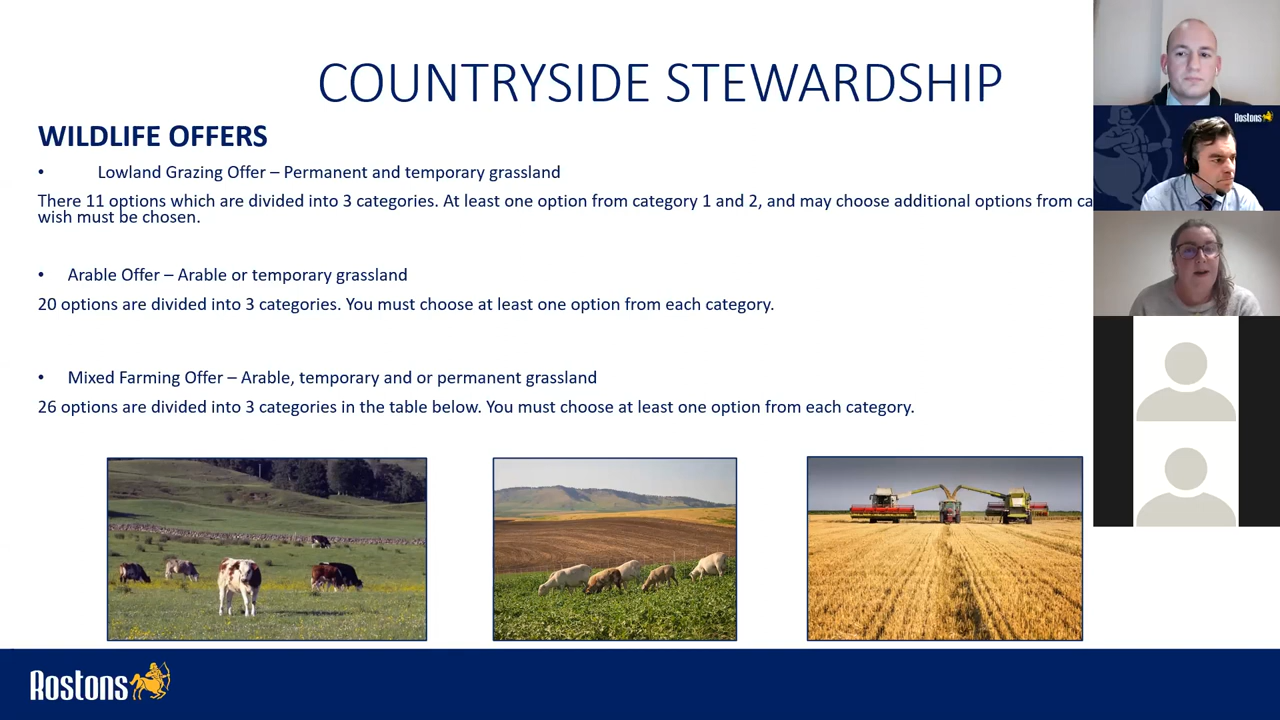 COUNTRYSIDE STEWARDSHIP
Rostons
WILDLIFE OFFERS
• Lowland Grazing Offer – Permanent and temporary grassland
There 11 options which are divided into 3 categories. At least one option from category 1 and 2, and may choose additional options from
wish must be chosen.
• Arable Offer – Arable or temporary grassland
20 options are divided into 3 categories. You must choose at least one option from each category.
• Mixed Farming Offer – Arable, temporary and or permanent grassland
26 options are divided into 3 categories in the table below. You must choose at least one option from each category.
Rostons